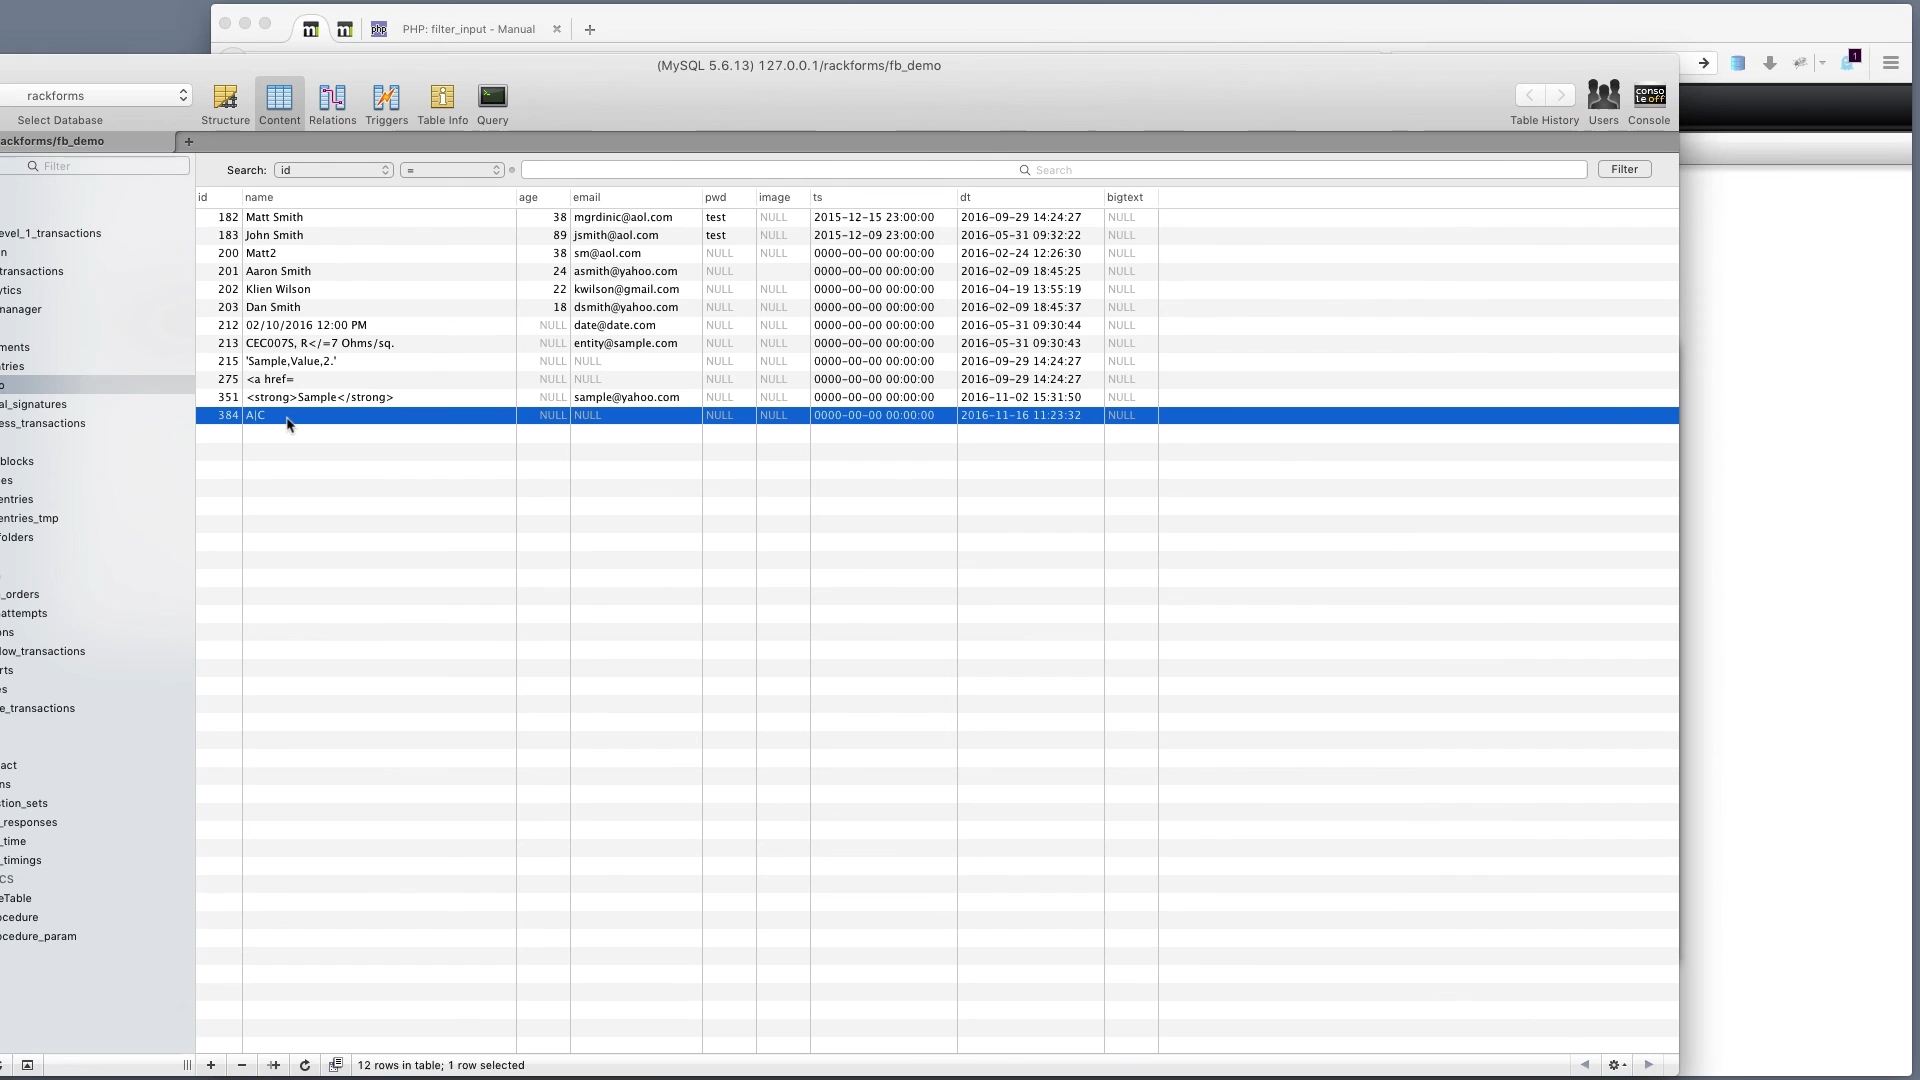 PHP: filter_input - Manual
(MySQL 5.6.13) 127.0.0.1/rackforms/fb_demo
rackforms
Select Database
Structure Content Relations Triggers Table Info Query
Table History Users Console
conso
le off
1
ackforms/fb_demo
Filter
Search: id = Search Filter
id name age email pwd image ts dt bigtext
182 Matt Smith 38 mgrdinic@aol.com test NULL 2015-12-15 23:00:00 2016-09-29 14:24:27 NULL
183 John Smith 89 jsmith@aol.com test NULL 2015-12-09 23:00:00 2016-05-31 09:32:22 NULL
200 Matt2 38 sm@aol.com NULL NULL 0000-00-00 00:00:00 2016-02-24 12:26:30 NULL
201 Aaron Smith 24 asmith@yahoo.com NULL 0000-00-00 00:00:00 2016-02-09 18:45:25 NULL
202 Klien Wilson 22 kwilson@gmail.com NULL NULL 0000-00-00 00:00:00 2016-04-19 13:55:19 NULL
203 Dan Smith 18 dsmith@yahoo.com NULL NULL 0000-00-00 00:00:00 2016-02-09 18:45:37 NULL
212 02/10/2016 12:00 PM NULL date@date.com NULL NULL 0000-00-00 00:00:00 2016-05-31 09:30:44 NULL
213 CEC007S, R</=7 Ohms/sq. NULL entity@sample.com NULL NULL 0000-00-00 00:00:00 2016-05-31 09:30:43 NULL
215 'Sample,Value,2.' NULL NULL NULL NULL 0000-00-00 00:00:00 2016-09-29 14:24:27 NULL
275 <a href= NULL NULL NULL NULL 0000-00-00 00:00:00 2016-09-29 14:24:27 NULL
351 <strong>Sample</strong> NULL sample@yahoo.com NULL NULL 0000-00-00 00:00:00 2016-11-02 15:31:50 NULL
384 A|C NULL NULL NULL NULL 0000-00-00 00:00:00 2016-11-16 11:23:32 NULL
evel_1_transactions
n
transactions
ytics
manager
ments
tries
o
al_signatures
ess_transactions
blocks
es
entries
entries_tmp
folders
_orders
attempts
ons
low_transactions
rts
es
e_transactions
act
ns
stion_sets
_responses
_time
_timings
CS
eTable
ocedure
ocedure_param
12 rows in table; 1 row selected